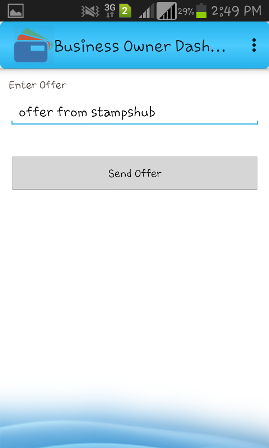 3G 2 29% 2:49 PM
Business Owner Dash...
Enter Offer
offer from stampshub
Send Offer